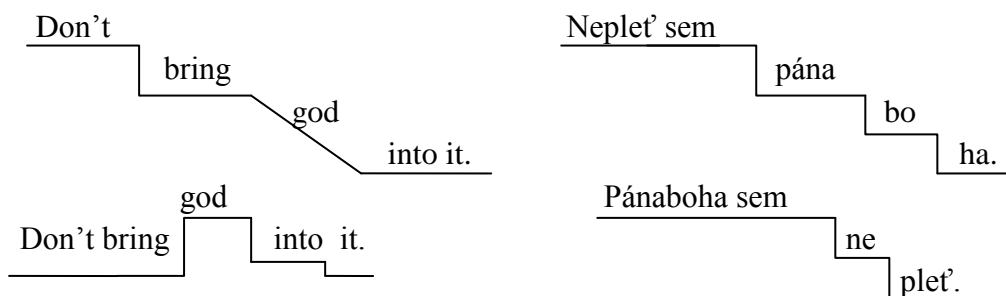 Don't
bring
god
into it.
Nepleť sem
pána
bo
ha.
god
Don't bring into it.
Pánaboha sem
ne
pleť.